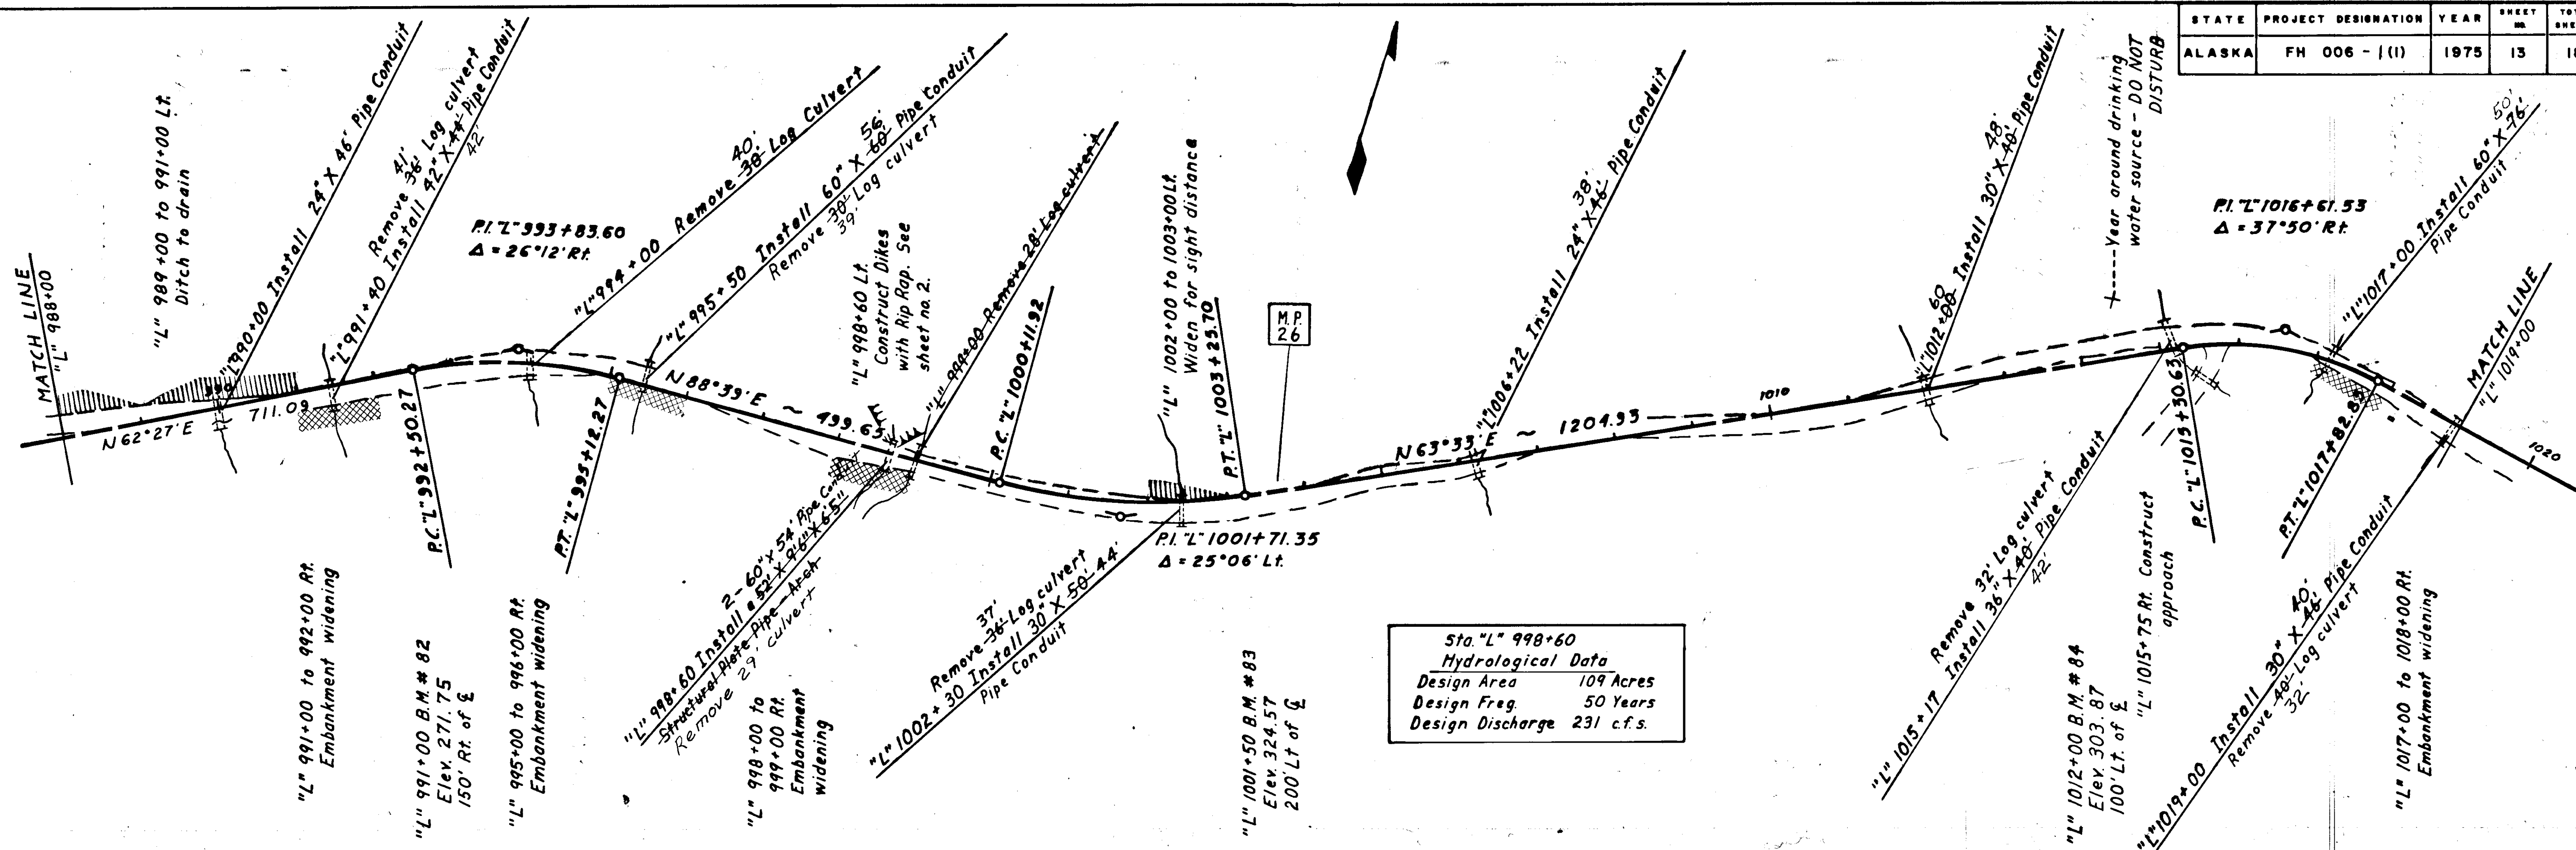 STATE PROJECT DESIGNATION YEAR SHEET NO.
ALASKA FH 006 - 1(1) 1975 13
MATCH LINE
"L" 988+00
"L" 989+00 to 991+00 Lt.
Ditch to drain
"L" 990+00 Install 24" X 46' Pipe Conduit
41'
Remove 36' Log culvert
"L" 991+40 Install 42" X 44' Pipe Conduit
42'
P.I. "L" 993+83.60
Δ = 26°12' Rt.
40'
"L" 994+00 Remove 38' Log Culvert
56'
"L" 995+50 Install 60" X 60' Pipe Conduit
Remove 30' Log culvert
39'
"L" 998+60 Lt.
Construct Dikes
with Rip Rap. See
sheet no. 2.
"L" 999+00 Remove 28' Log culvert
P.C. "L" 1000+11.92
"L" 1002+00 to 1003+00 Lt.
Widen for sight distance
P.T. "L" 1003+23.70
M.P.
26
38'
"L" 1006+22 Install 24" X 46' Pipe Conduit
48'
"L" 1012+00 Install 30" X 40' Pipe Conduit
60
Year around drinking
water source - DO NOT
DISTURB
P.I. "L" 1016+61.53
Δ = 37°50' Rt.
50'
"L" 1017+00 Install 60" X 76'
Pipe Conduit
MATCH LINE
"L" 1019+00
990
N 62°27' E
711.09
N 88°39' E ~ 499.65
N 63°33' E ~ 1204.93
1010
1020
P.C. "L" 992+50.27
P.T. "L" 995+12.27
P.I. "L" 1001+71.35
Δ = 25°06' Lt.
P.C. "L" 1015+30.63
P.T. "L" 1017+82.83
"L" 991+00 to 992+00 Rt.
Embankment widening
"L" 991+00 B.M. # 82
Elev. 271.75
150' Rt. of ℄
"L" 995+00 to 996+00 Rt.
Embankment widening
2 - 60" X 54' Pipe Con
"L" 998+60 Install a 52' X 9'6" X 6'5"
Structural Plate Pipe - Arch
Remove 29' culvert
"L" 998+00 to
999+00 Rt.
Embankment
widening
37'
Remove 36' Log culvert
"L" 1002+30 Install 30" X 50' 44'
Pipe Conduit
"L" 1001+50 B.M. # 83
Elev. 324.57
200' Lt of ℄
Sta. "L" 998+60
Hydrological Data
Design Area 109 Acres
Design Freq. 50 Years
Design Discharge 231 c.f.s.
Remove 32' Log culvert
"L" 1015+17 Install 36" X 40' Pipe Conduit
42'
"L" 1012+00 B.M. # 84
Elev. 303.87
100' Lt. of ℄
"L" 1015+75 Rt. Construct
approach
40'
"L" 1019+00 Install 30" X 46' Pipe Conduit
Remove 40' Log culvert
32'
"L" 1017+00 to 1018+00 Rt.
Embankment widening